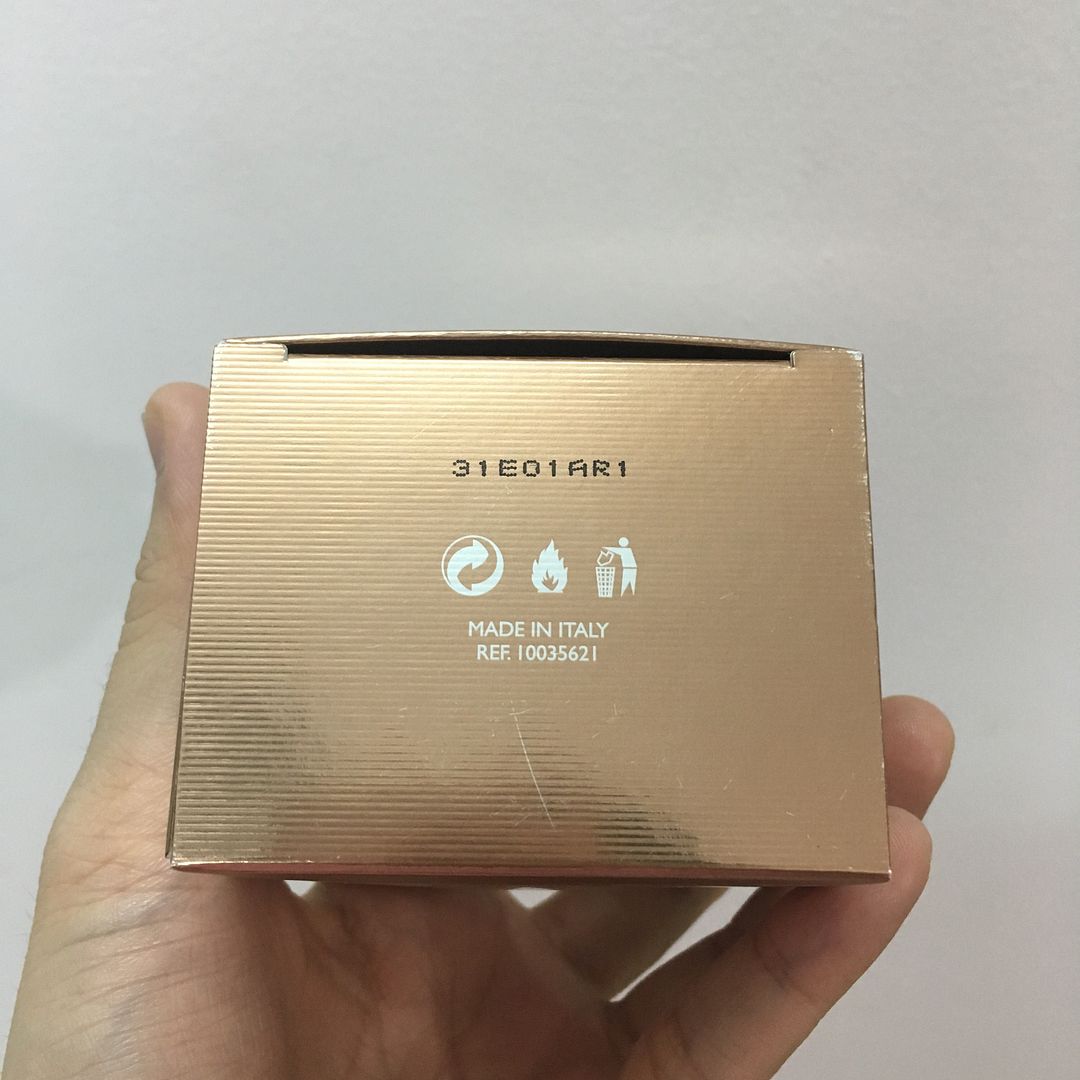 31E01AR1
MADE IN ITALY
REF. 10035621